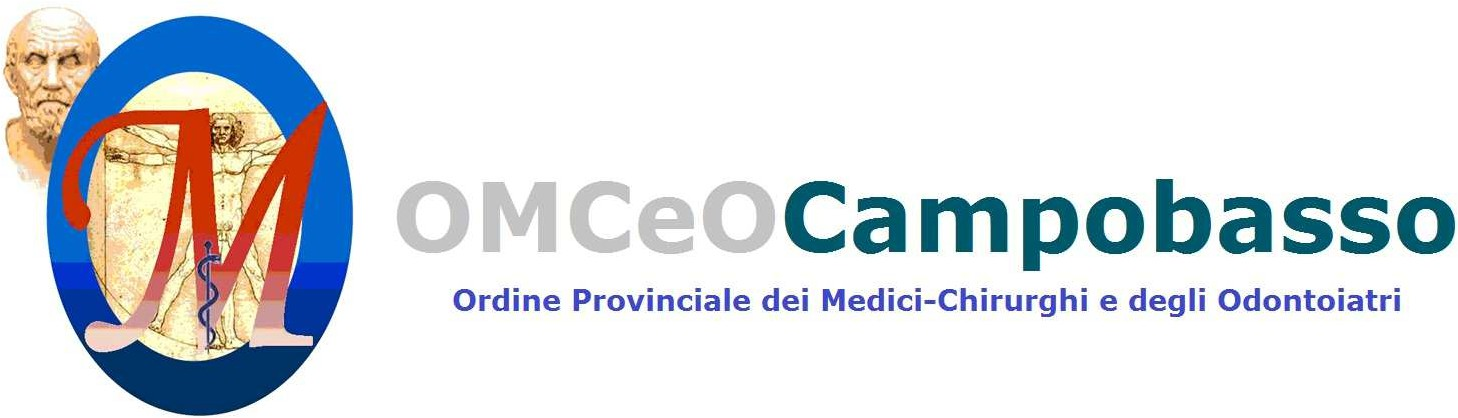 M
OMCeOCampobasso
Ordine Provinciale dei Medici-Chirurghi e degli Odontoiatri